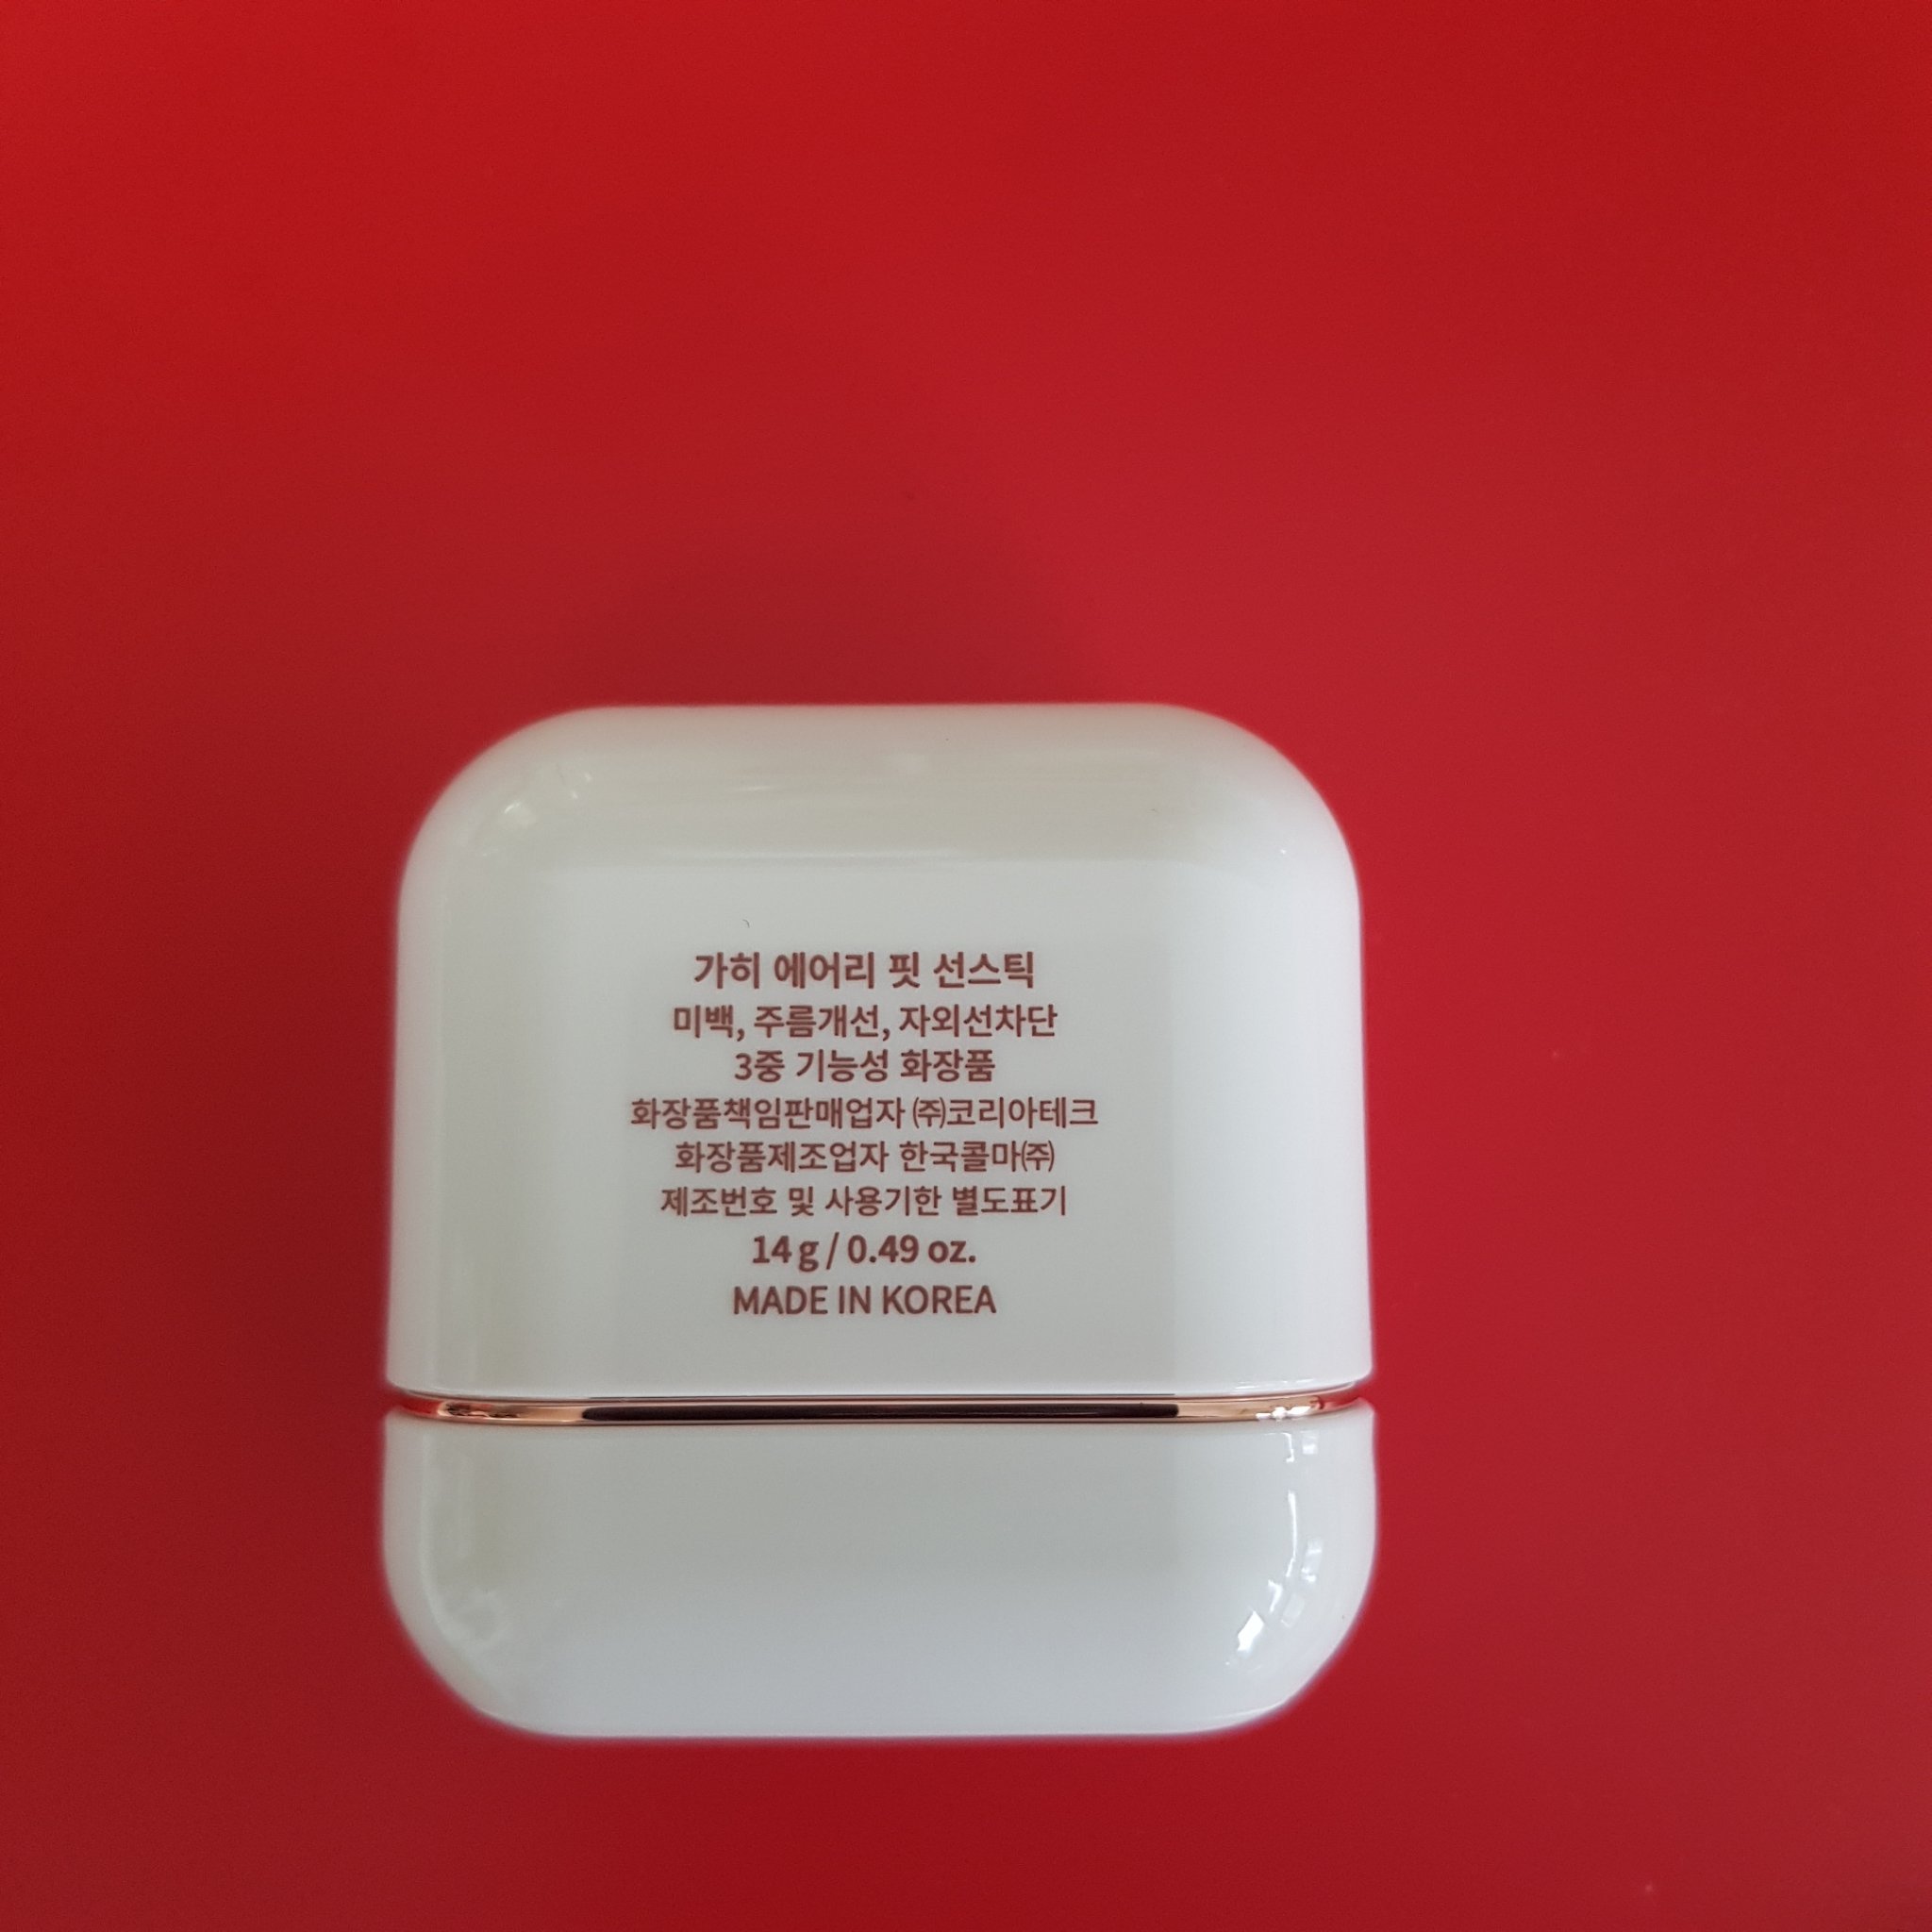 가히 에어리 핏 선스틱
미백, 주름개선, 자외선차단
3중 기능성 화장품
화장품책임판매업자 ㈜코리아테크
화장품제조업자 한국콜마㈜
제조번호 및 사용기한 별도표기
14 g / 0.49 oz.
MADE IN KOREA